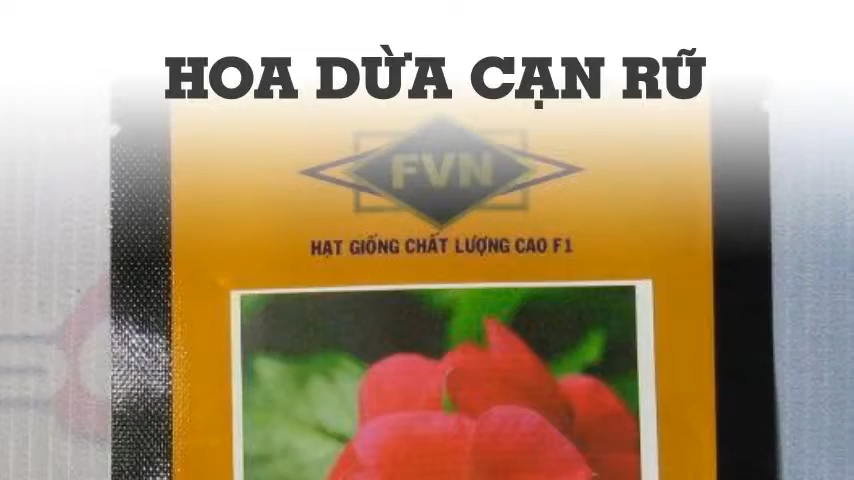 HOA DỪA CẠN RŨ
FVN
HẠT GIỐNG CHẤT LƯỢNG CAO F1